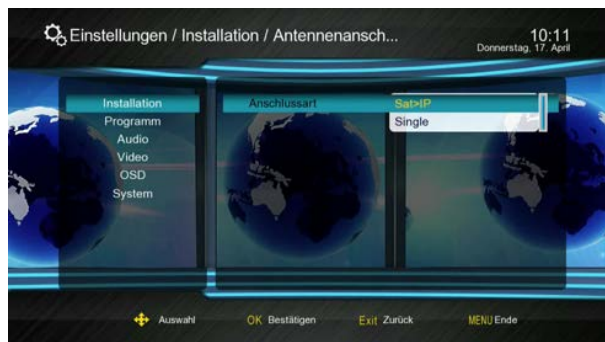 Einstellungen / Installation / Antennenansch...
10:11
Donnerstag, 17. April
Installation
Programm
Audio
Video
OSD
System
Anschlussart
Sat>IP
Single
Auswahl
OK Bestätigen
Exit Zurück
MENU Ende